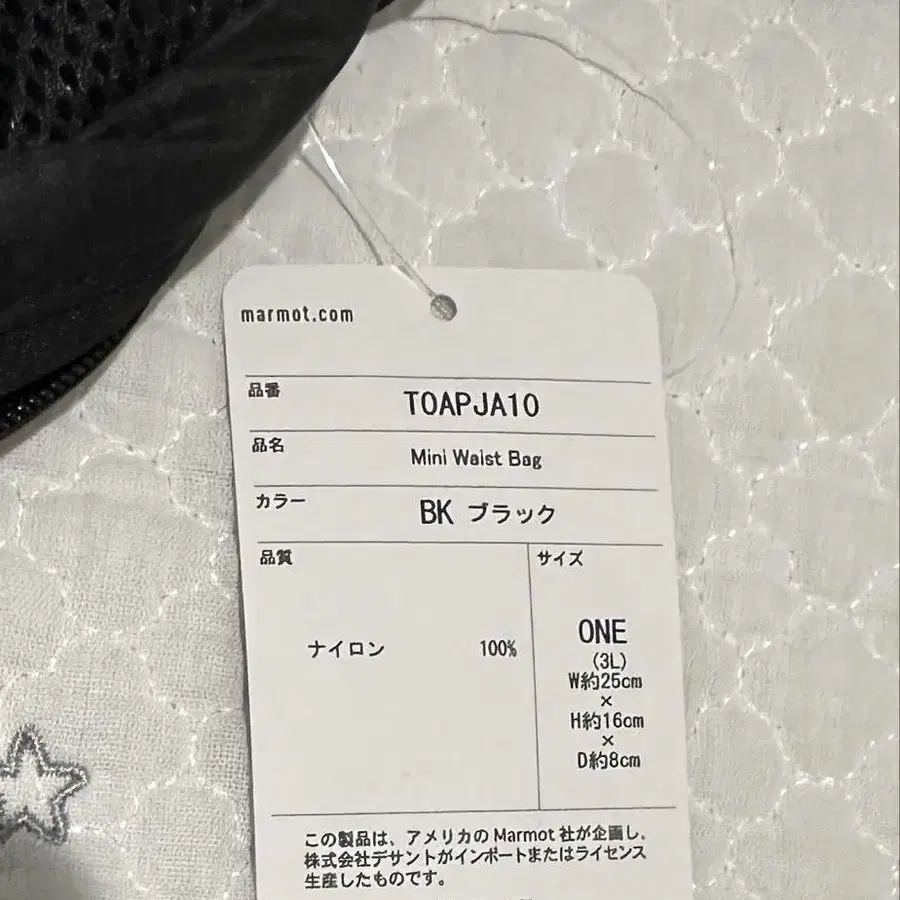 marmot.com
品番 TOAPJA10
品名 Mini Waist Bag
カラー BK ブラック
品質
ナイロン 100%
サイズ
ONE
(3L)
W約25cm
×
H約16cm
×
D約8cm
この製品は、アメリカのMarmot社が企画し、
株式会社デサントがインポートまたはライセンス
生産したものです。